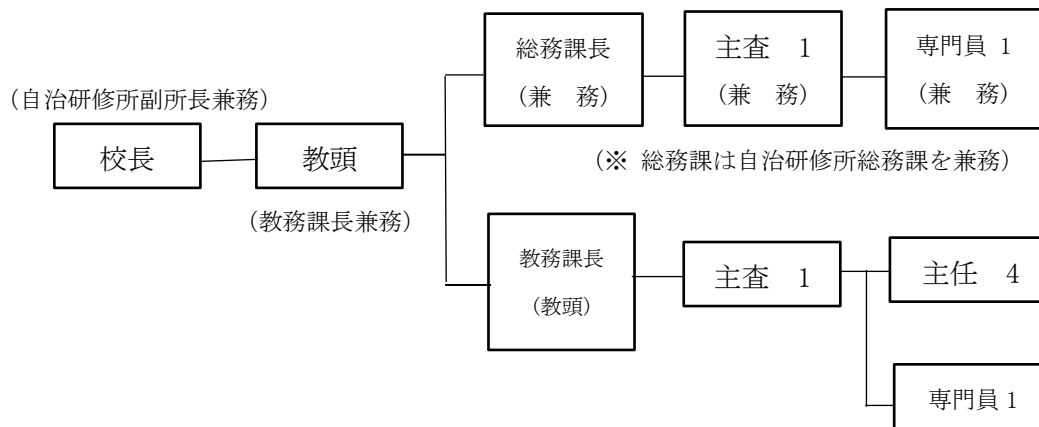 (自治研修所副所長兼務)
校長
教頭
(教務課長兼務)
総務課長
(兼　務)
主査　1
(兼　務)
専門員 1
(兼　務)
(※ 総務課は自治研修所総務課を兼務)
教務課長
(教頭)
主査　1
主任　4
専門員 1